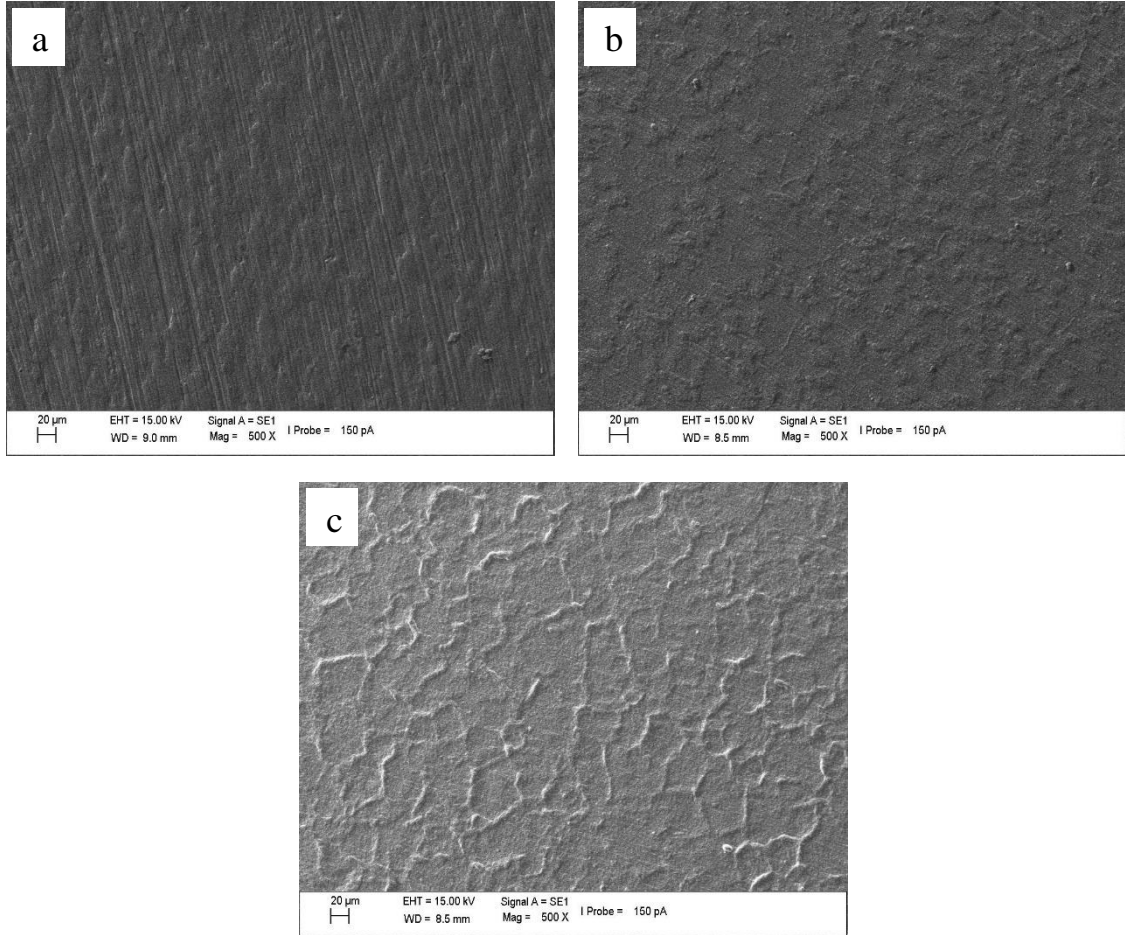 a
b
20 µm EHT = 15.00 kV Signal A = SE1 I Probe = 150 pA
WD = 9.0 mm Mag = 500 X
20 µm EHT = 15.00 kV Signal A = SE1 I Probe = 150 pA
WD = 8.5 mm Mag = 500 X
c
20 µm EHT = 15.00 kV Signal A = SE1 I Probe = 150 pA
WD = 8.5 mm Mag = 500 X